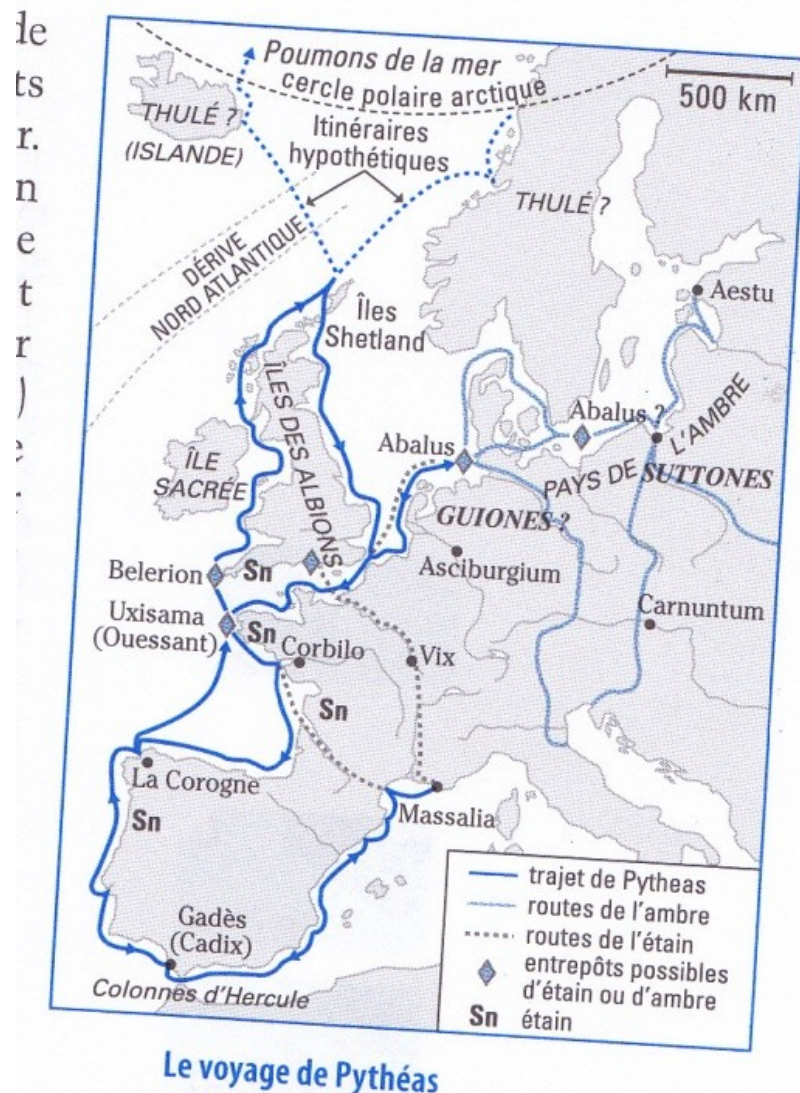 de
ts
r.
n
e
t
r
)
e
Poumons de la mer
cercle polaire arctique
500 km
THULÉ ?
(ISLANDE)
Itinéraires
hypothétiques
THULÉ ?
DÉRIVE
NORD ATLANTIQUE
Aestu
Îles
Shetland
ÎLES DES ALBIONS
ÎLE
SACRÉE
Abalus
Abalus ?
PAYS DE L'AMBRE
SUTTONES
GUIONES ?
Belerion
Sn
Asciburgium
Uxisama
(Ouessant)
Sn
Corbilo
Vix
Carnuntum
Sn
La Corogne
Massalia
Sn
Gadès
(Cadix)
Colonnes d'Hercule
trajet de Pytheas
routes de l'ambre
routes de l'étain
entrepôts possibles
d'étain ou d'ambre
Sn étain
Le voyage de Pythéas